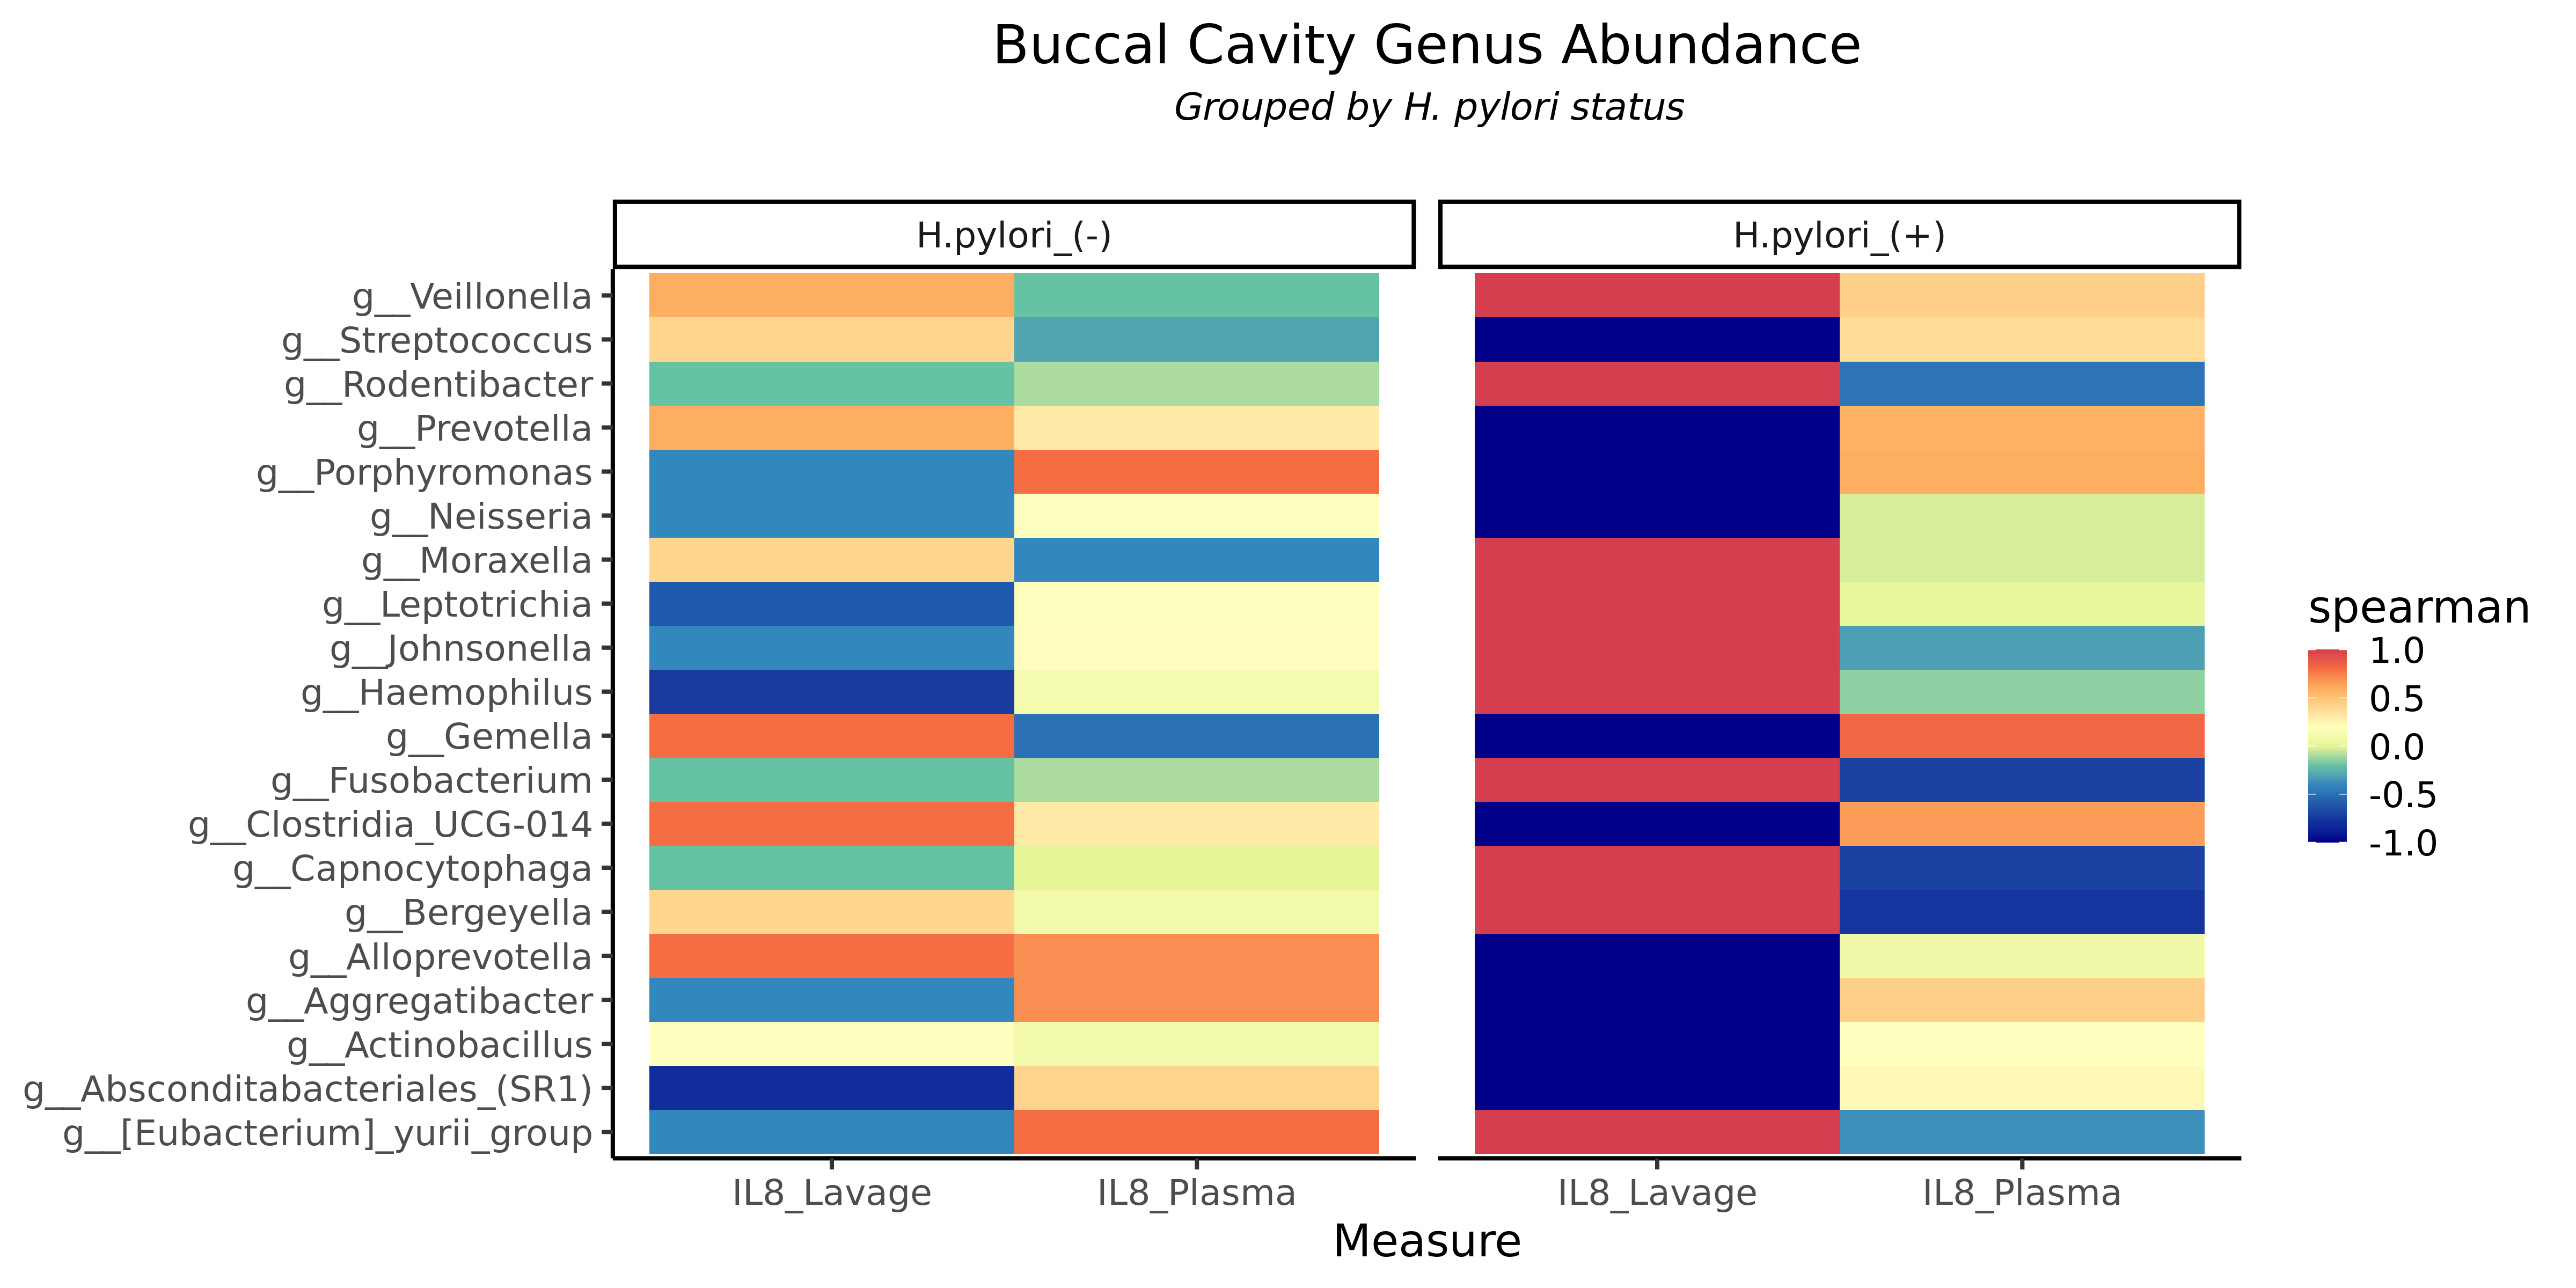 Buccal Cavity Genus Abundance
Grouped by H. pylori status
H.pylori_(-)
H.pylori_(+)
g__Veillonella
g__Streptococcus
g__Rodentibacter
g__Prevotella
g__Porphyromonas
g__Neisseria
g__Moraxella
g__Leptotrichia
g__Johnsonella
g__Haemophilus
g__Gemella
g__Fusobacterium
g__Clostridia_UCG-014
g__Capnocytophaga
g__Bergeyella
g__Alloprevotella
g__Aggregatibacter
g__Actinobacillus
g__Absconditabacteriales_(SR1)
g__[Eubacterium]_yurii_group
IL8_Lavage
IL8_Plasma
IL8_Lavage
IL8_Plasma
Measure
spearman
1.0
0.5
0.0
-0.5
-1.0